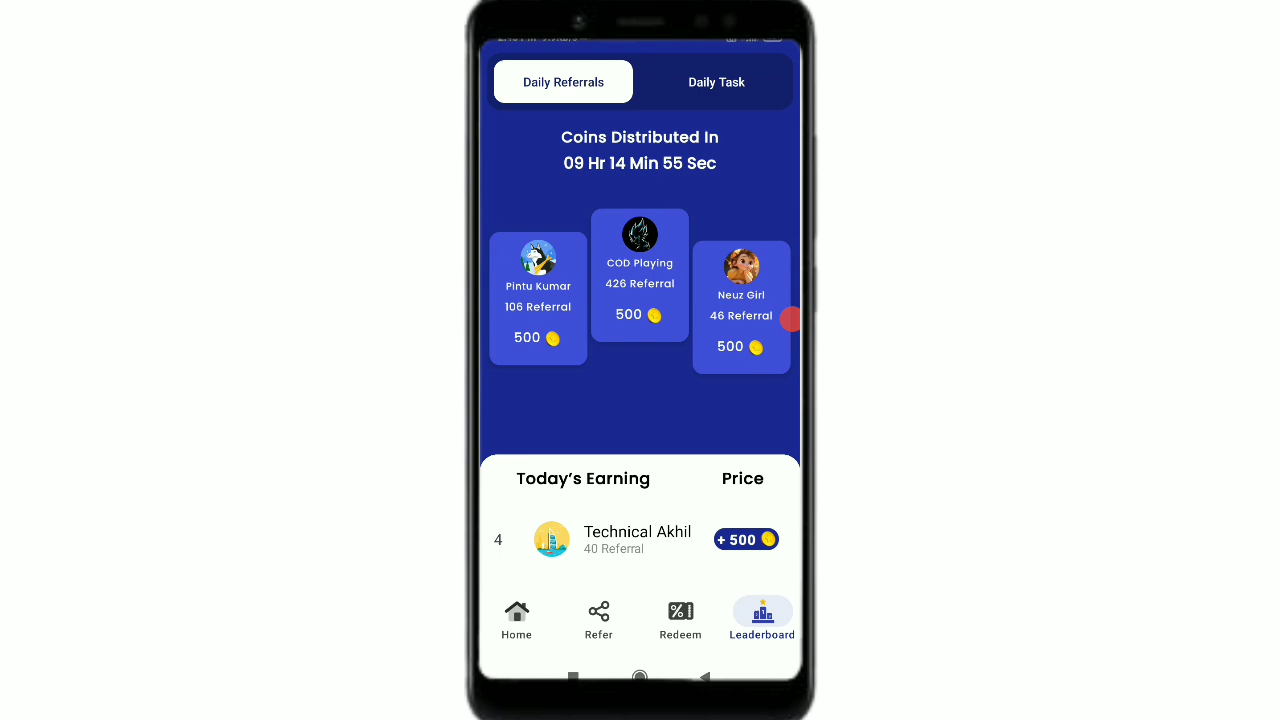 Daily Referrals
Daily Task
Coins Distributed In
09 Hr 14 Min 55 Sec
Pintu Kumar
106 Referral
500
COD Playing
426 Referral
500
Neuz Girl
46 Referral
500
Today's Earning
Price
4
Technical Akhil
40 Referral
+ 500
Home
Refer
Redeem
Leaderboard